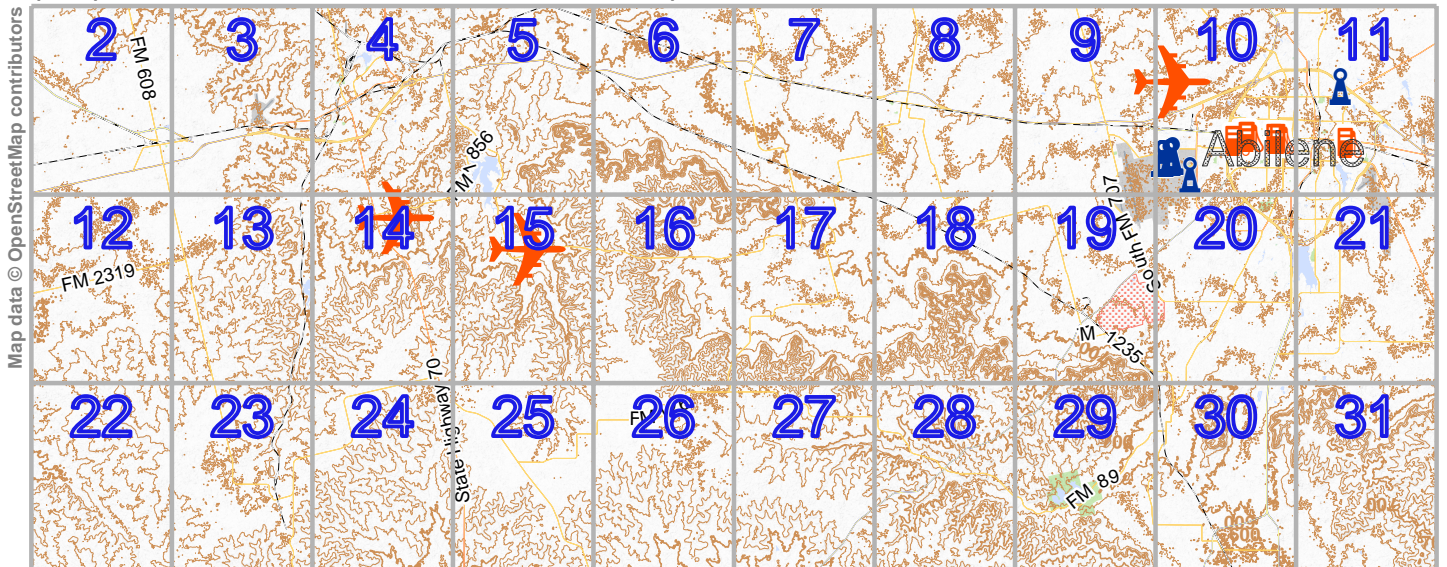 Map data © OpenStreetMap contributors
2 3 4 5 6 7 8 9 10 11
FM 608
FM 856
Abilene
12 13 14 15 16 17 18 19 20 21
FM 2319
South FM 707
M 1235
State Highway 70
22 23 24 25 26 27 28 29 30 31
FM
FM 89
600